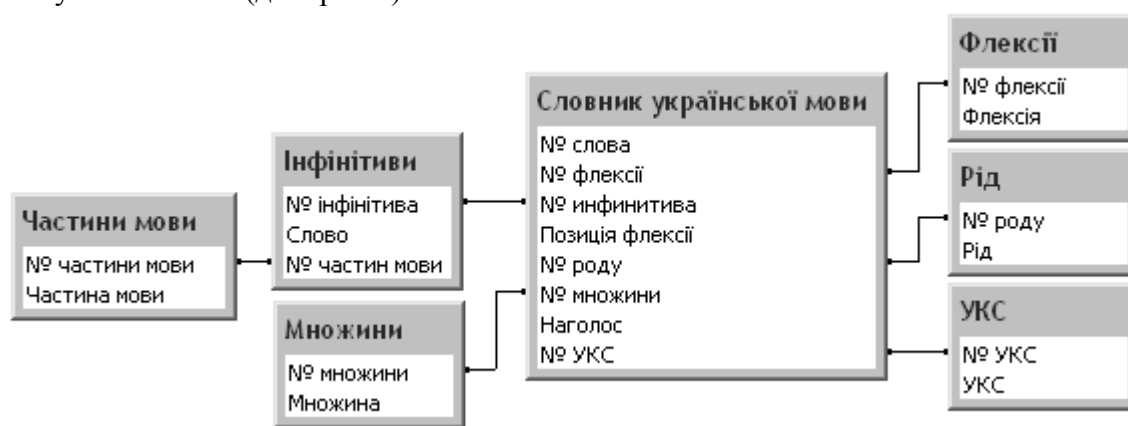 Частини мови
№ частини мови
Частина мови
Інфінітиви
№ інфінітива
Слово
№ частин мови
Множини
№ множини
Множина
Словник української мови
№ слова
№ флексії
№ инфинитива
Позиція флексії
№ роду
№ множини
Наголос
№ УКС
Флексії
№ флексії
Флексія
Рід
№ роду
Рід
УКС
№ УКС
УКС